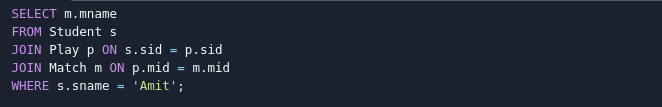 SELECT m.mname
FROM Student s
JOIN Play p ON s.sid = p.sid
JOIN Match m ON p.mid = m.mid
WHERE s.sname = 'Amit';